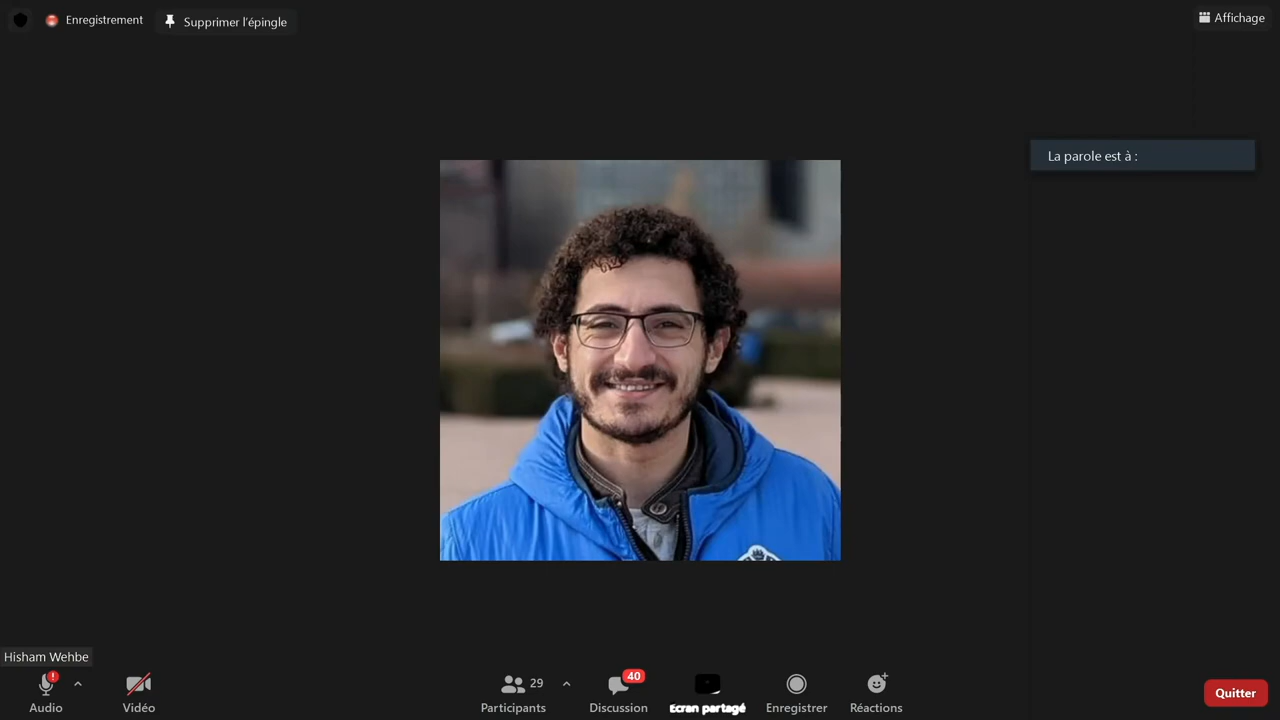 Enregistrement
Supprimer l'épingle
Affichage
La parole est à :
Hisham Wehbe
29
40
Audio
Vidéo
Participants
Discussion
Ecran partagé
Enregistrer
Réactions
Quitter